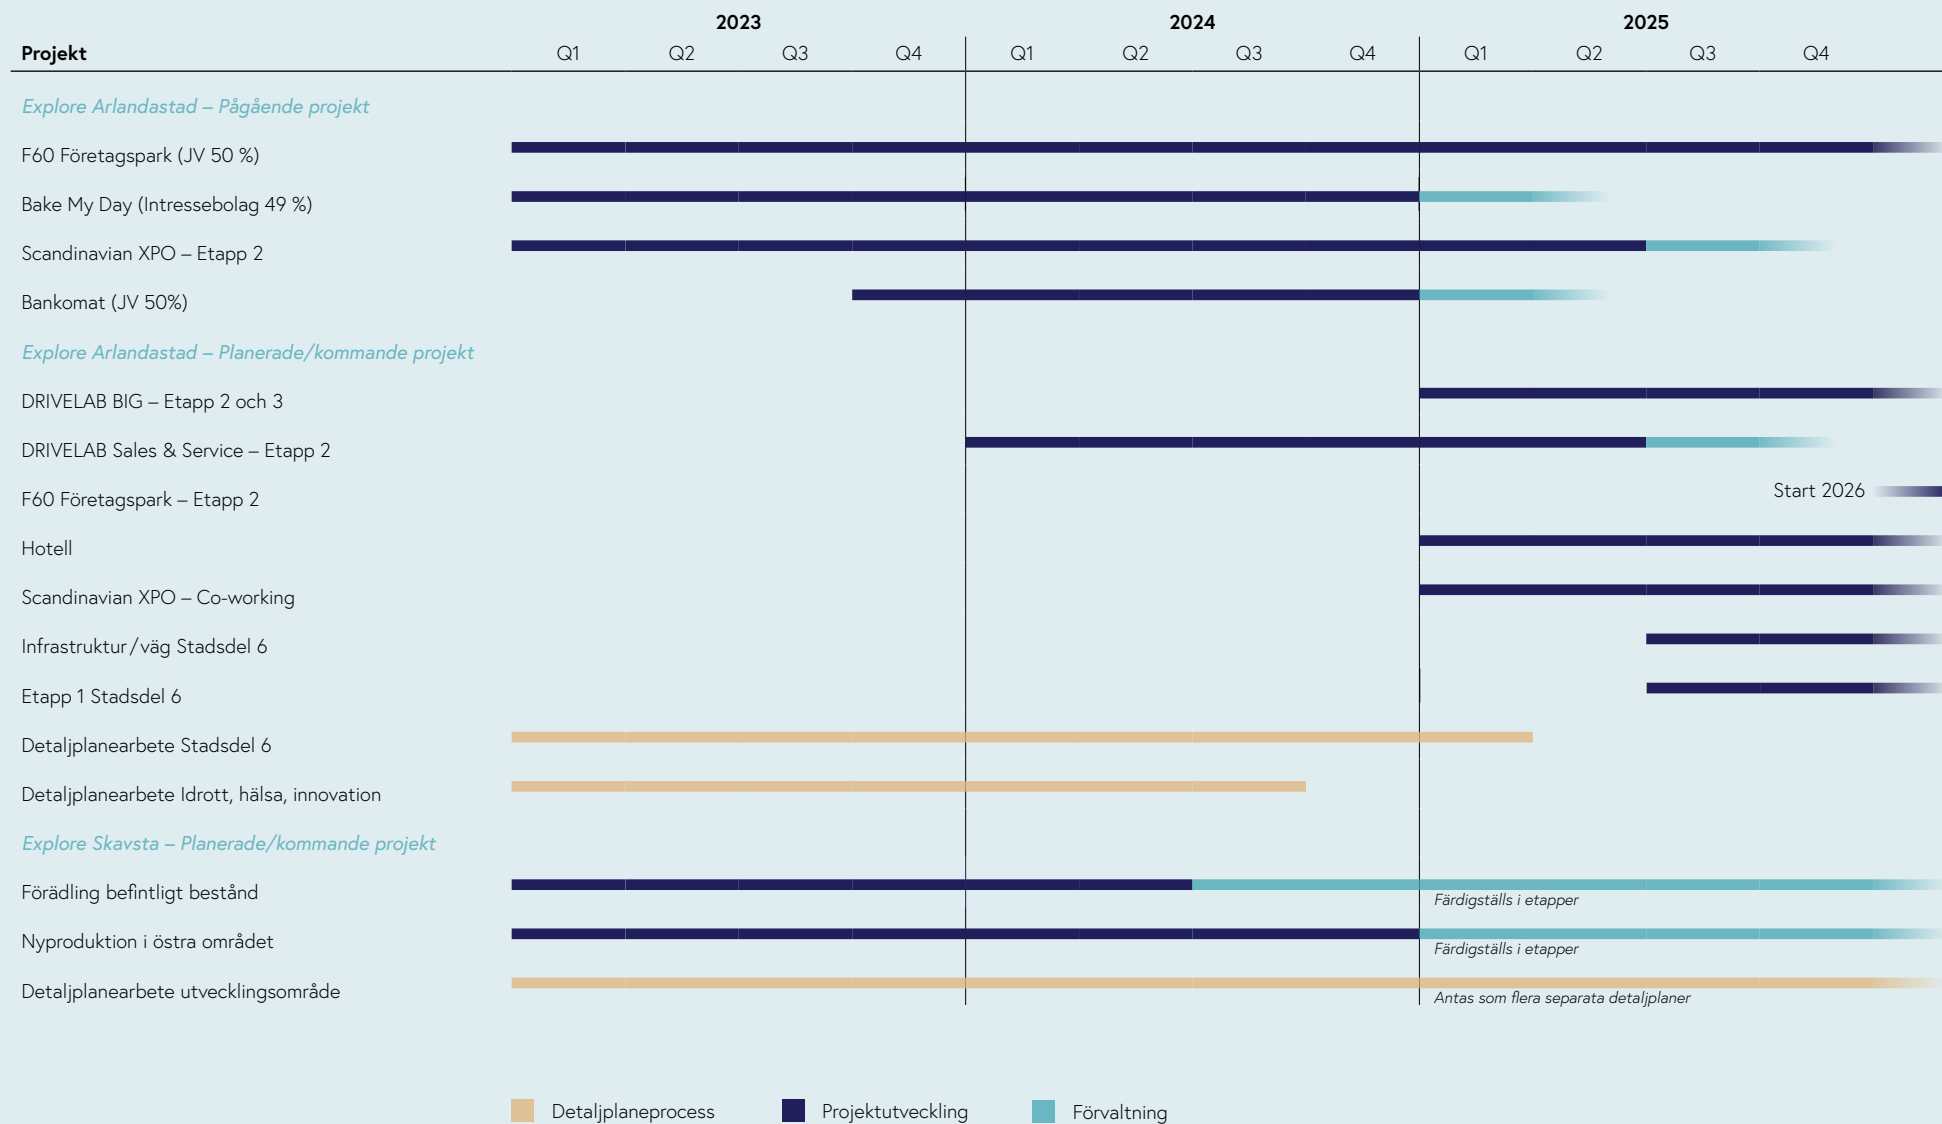 2023 2024 2025
Projekt Q1 Q2 Q3 Q4 Q1 Q2 Q3 Q4 Q1 Q2 Q3 Q4
Explore Arlandastad – Pågående projekt
F60 Företagspark (JV 50 %)
Bake My Day (Intressebolag 49 %)
Scandinavian XPO – Etapp 2
Bankomat (JV 50%)
Explore Arlandastad – Planerade/kommande projekt
DRIVELAB BIG – Etapp 2 och 3
DRIVELAB Sales & Service – Etapp 2
F60 Företagspark – Etapp 2 Start 2026
Hotell
Scandinavian XPO – Co-working
Infrastruktur/väg Stadsdel 6
Etapp 1 Stadsdel 6
Detaljplanearbete Stadsdel 6
Detaljplanearbete Idrott, hälsa, innovation
Explore Skavsta – Planerade/kommande projekt
Förädling befintligt bestånd Färdigställs i etapper
Nyproduktion i östra området Färdigställs i etapper
Detaljplanearbete utvecklingsområde Antas som flera separata detaljplaner
Detaljplaneprocess Projektutveckling Förvaltning